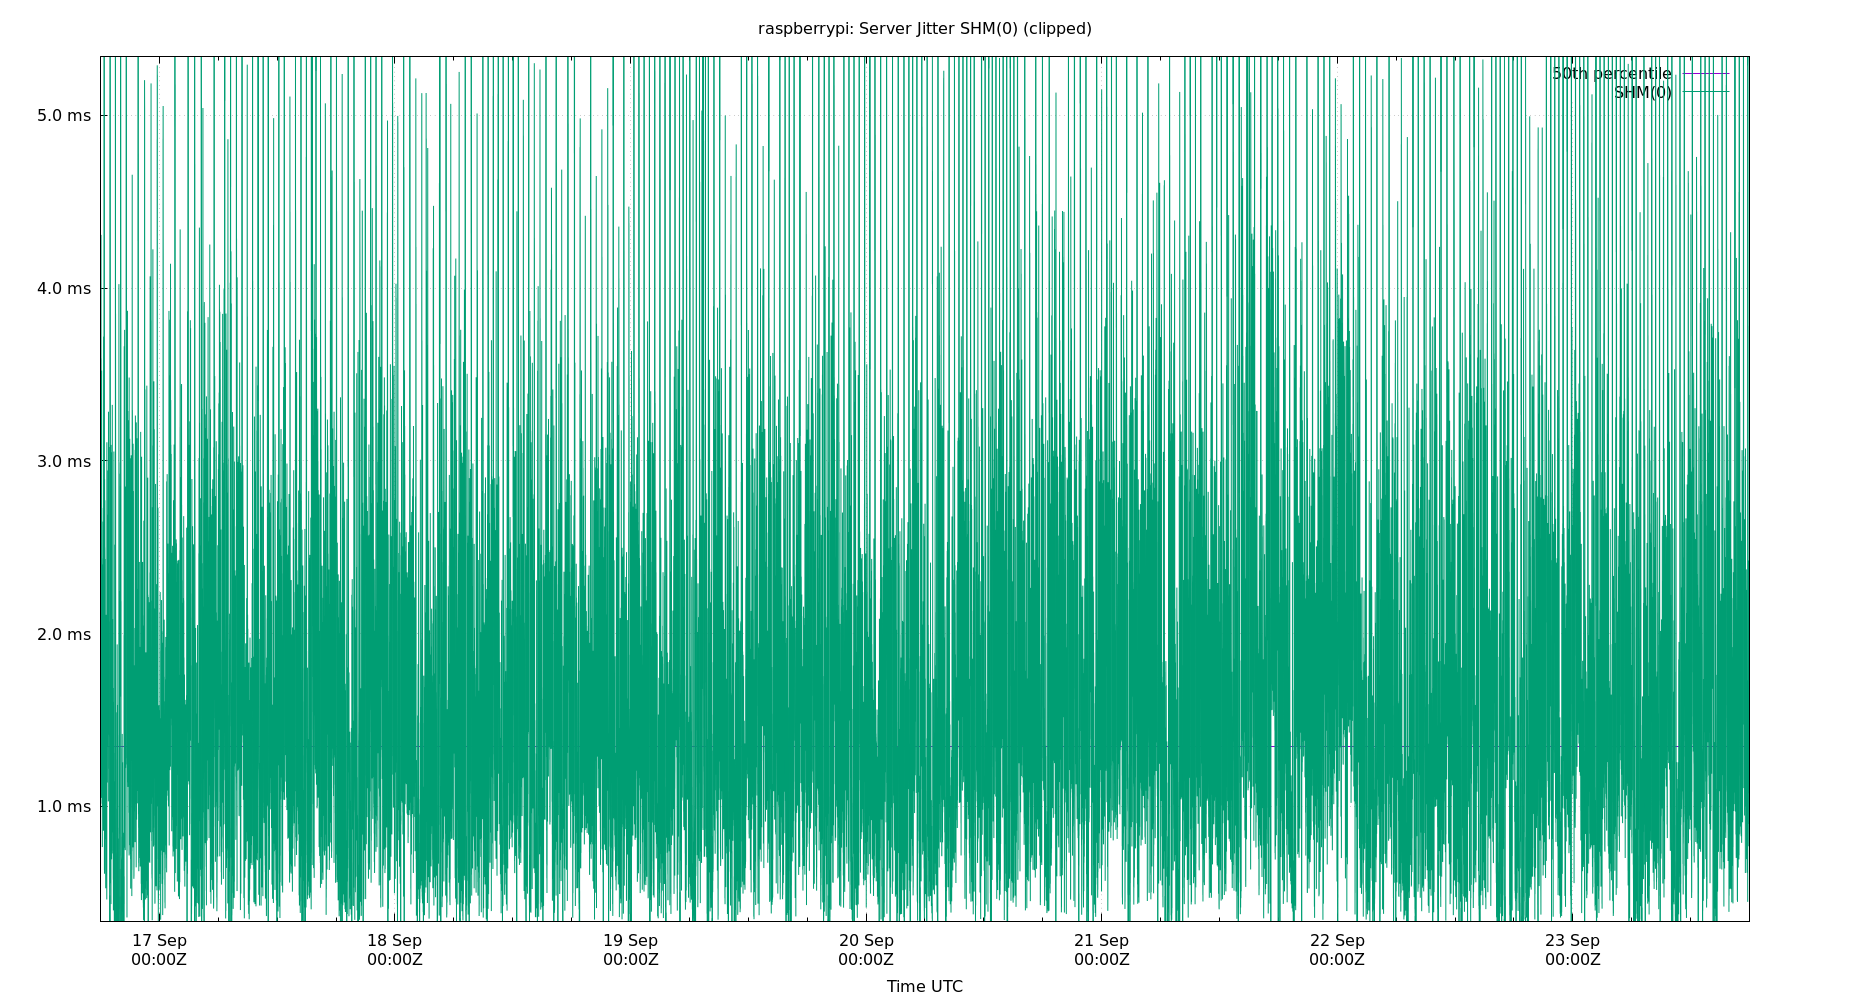 raspberrypi: Server Jitter SHM(0) (clipped)
50th percentile
SHM(0)
5.0 ms
4.0 ms
3.0 ms
2.0 ms
1.0 ms
17 Sep 18 Sep 19 Sep 20 Sep 21 Sep 22 Sep 23 Sep
00:00Z 00:00Z 00:00Z 00:00Z 00:00Z 00:00Z 00:00Z
Time UTC